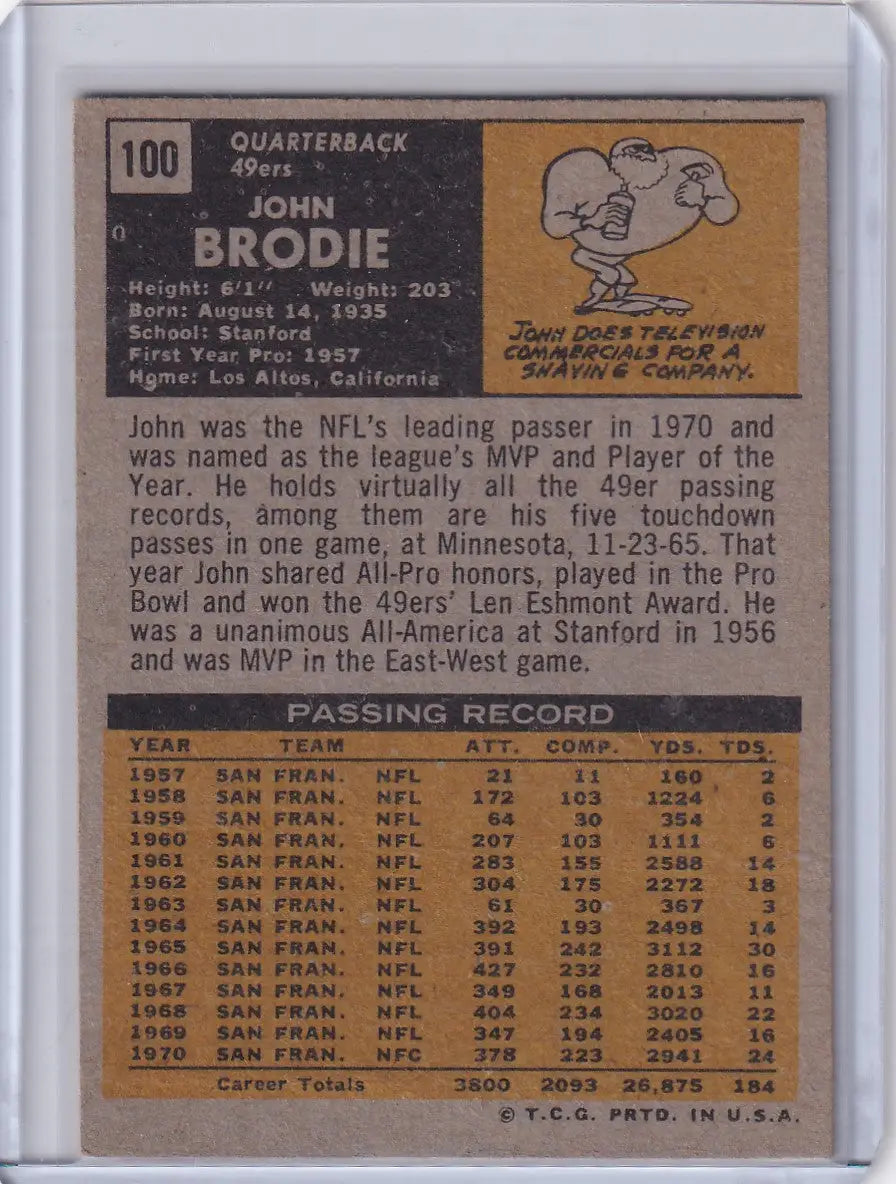 100
QUARTERBACK
49ers
JOHN
BRODIE
Height: 6'1" Weight: 203
Born: August 14, 1935
School: Stanford
First Year Pro: 1957
Home: Los Altos, California
JOHN DOES TELEVISION
COMMERCIALS FOR A
SHAVING COMPANY.
John was the NFL's leading passer in 1970 and
was named as the league's MVP and Player of the
Year. He holds virtually all the 49er passing
records, among them are his five touchdown
passes in one game, at Minnesota, 11-23-65. That
year John shared All-Pro honors, played in the Pro
Bowl and won the 49ers' Len Eshmont Award. He
was a unanimous All-America at Stanford in 1956
and was MVP in the East-West game.
PASSING RECORD
YEAR TEAM ATT. COMP. YDS. TDS.
1957 SAN FRAN. NFL 21 11 160 2
1958 SAN FRAN. NFL 172 103 1224 6
1959 SAN FRAN. NFL 64 30 354 2
1960 SAN FRAN. NFL 207 103 1111 6
1961 SAN FRAN. NFL 283 155 2588 14
1962 SAN FRAN. NFL 304 175 2272 18
1963 SAN FRAN. NFL 61 30 367 3
1964 SAN FRAN. NFL 392 193 2498 14
1965 SAN FRAN. NFL 391 242 3112 30
1966 SAN FRAN. NFL 427 232 2810 16
1967 SAN FRAN. NFL 349 168 2013 11
1968 SAN FRAN. NFL 404 234 3020 22
1969 SAN FRAN. NFL 347 194 2405 16
1970 SAN FRAN. NFC 378 223 2941 24
Career Totals 3800 2093 26,875 184
© T.C.G. PRTD. IN U.S.A.